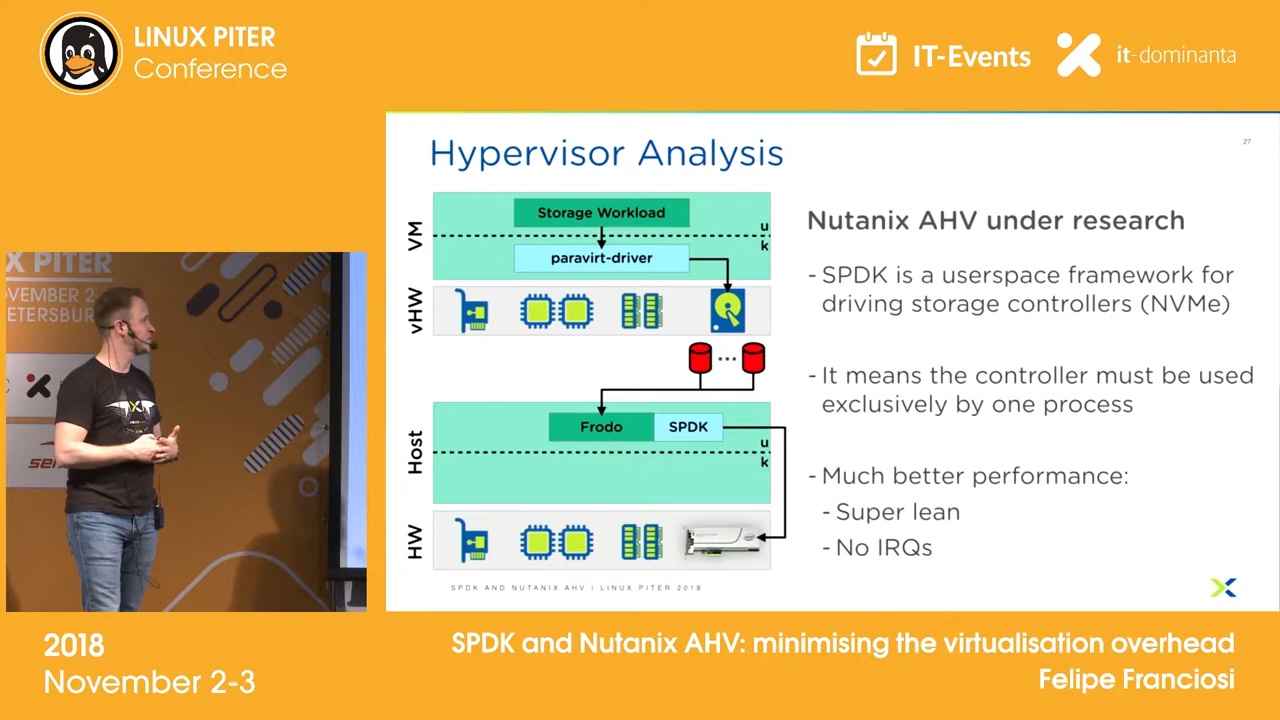 LINUX PITER
Conference
IT-Events
it-dominanta
Hypervisor Analysis
27
VM
Storage Workload
u
k
paravirt-driver
vHW
...
Host
Frodo
SPDK
u
k
HW
SPDK AND NUTANIX AHV | LINUX PITER 2018
Nutanix AHV under research
- SPDK is a userspace framework for
driving storage controllers (NVMe)
- It means the controller must be used
exclusively by one process
- Much better performance:
- Super lean
- No IRQs
X PITER
OVEMBER 2-
PETERSBU
2018
November 2-3
SPDK and Nutanix AHV: minimising the virtualisation overhead
Felipe Franciosi